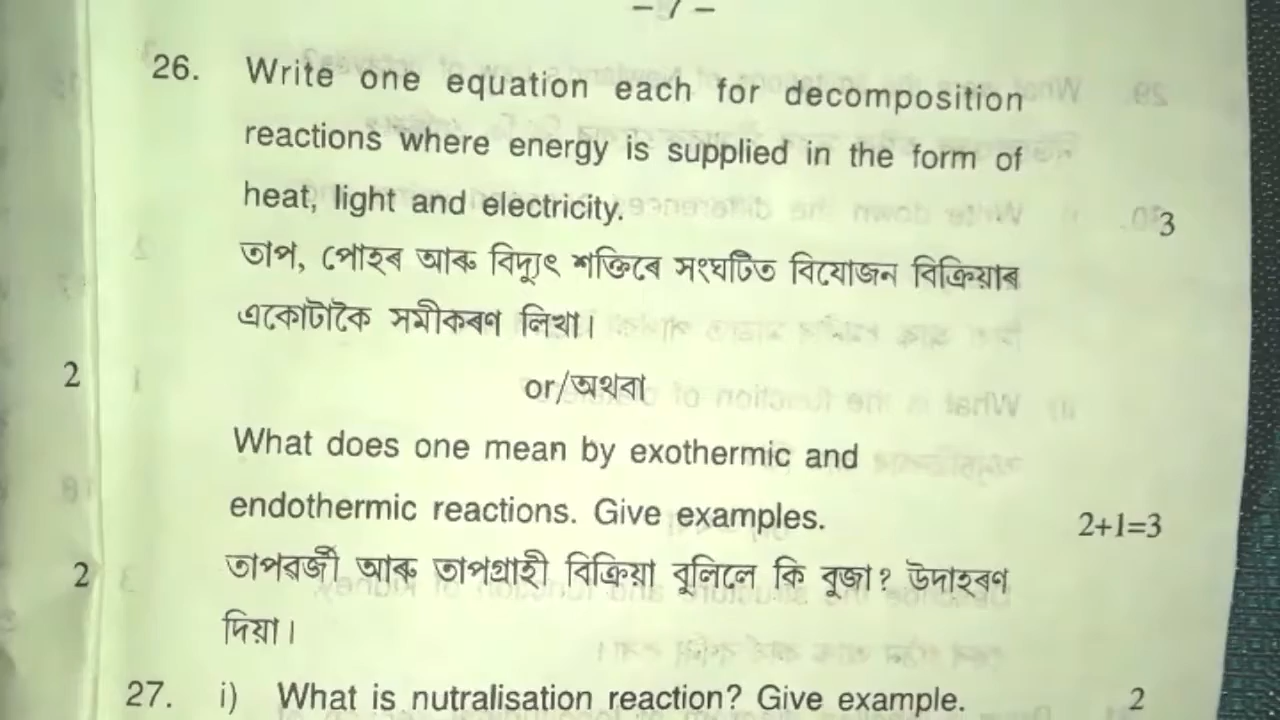 – 7 –
26. Write one equation each for decomposition
reactions where energy is supplied in the form of
heat, light and electricity. 3
তাপ, পোহৰ আৰু বিদ্যুৎ শক্তিৰে সংঘটিত বিযোজন বিক্ৰিয়াৰ
একোটাকৈ সমীকৰণ লিখা।
2
or/অথবা
What does one mean by exothermic and
endothermic reactions. Give examples. 2+1=3
2
তাপবৰ্জী আৰু তাপগ্ৰাহী বিক্ৰিয়া বুলিলে কি বুজা? উদাহৰণ
দিয়া।
27. i) What is nutralisation reaction? Give example. 2